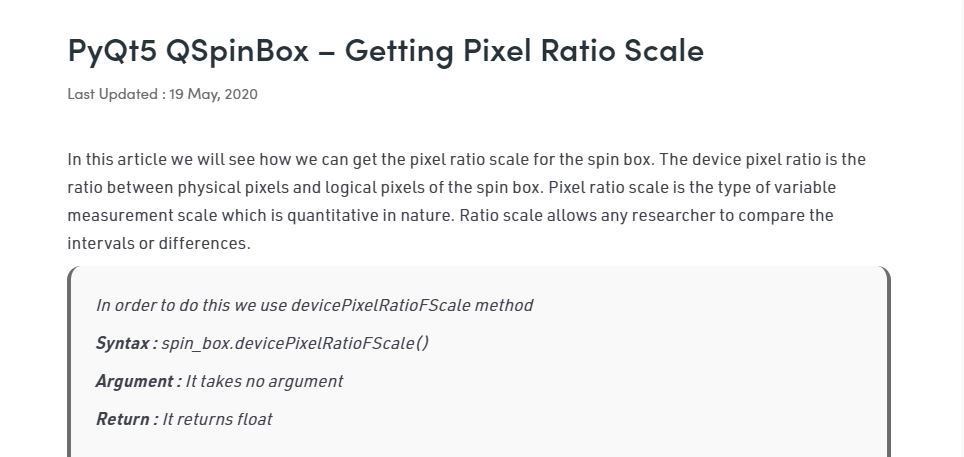 PyQt5 QSpinBox – Getting Pixel Ratio Scale
Last Updated : 19 May, 2020
In this article we will see how we can get the pixel ratio scale for the spin box. The device pixel ratio is the
ratio between physical pixels and logical pixels of the spin box. Pixel ratio scale is the type of variable
measurement scale which is quantitative in nature. Ratio scale allows any researcher to compare the
intervals or differences.
In order to do this we use devicePixelRatioFScale method
Syntax : spin_box.devicePixelRatioFScale()
Argument : It takes no argument
Return : It returns float